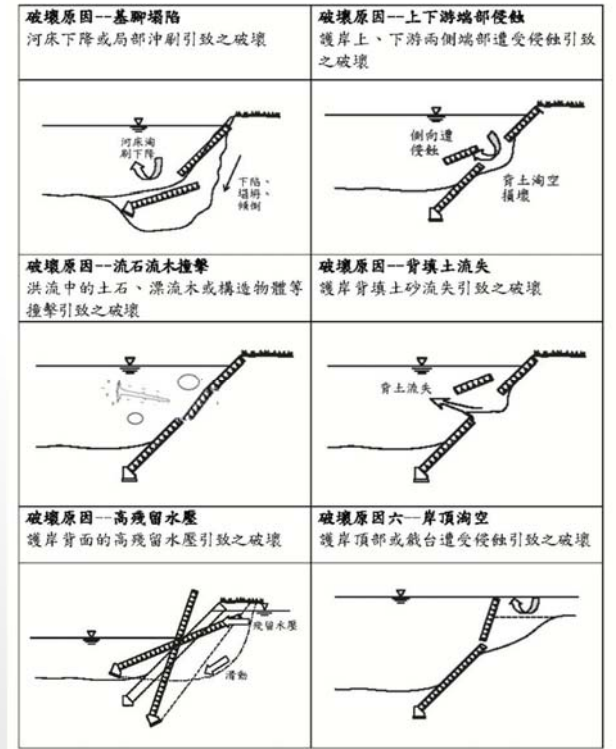 破壞原因--基腳塌陷
河床下降或局部沖刷引致之破壞
河床淘
刷下降
下陷、
塌垮、
傾倒
破壞原因--上下游端部侵蝕
護岸上、下游兩側端部遭受侵蝕引致
之破壞
側向遭
侵蝕
背土淘空
損壞
破壞原因--流石流木撞擊
洪流中的土石、漂流木或構造物體等
撞擊引致之破壞
破壞原因--背填土流失
護岸背填土砂流失引致之破壞
背土流失
破壞原因--高殘留水壓
護岸背面的高殘留水壓引致之破壞
殘留水壓
滑動
破壞原因六--岸頂淘空
護岸頂部或戧台遭受侵蝕引致之破壞